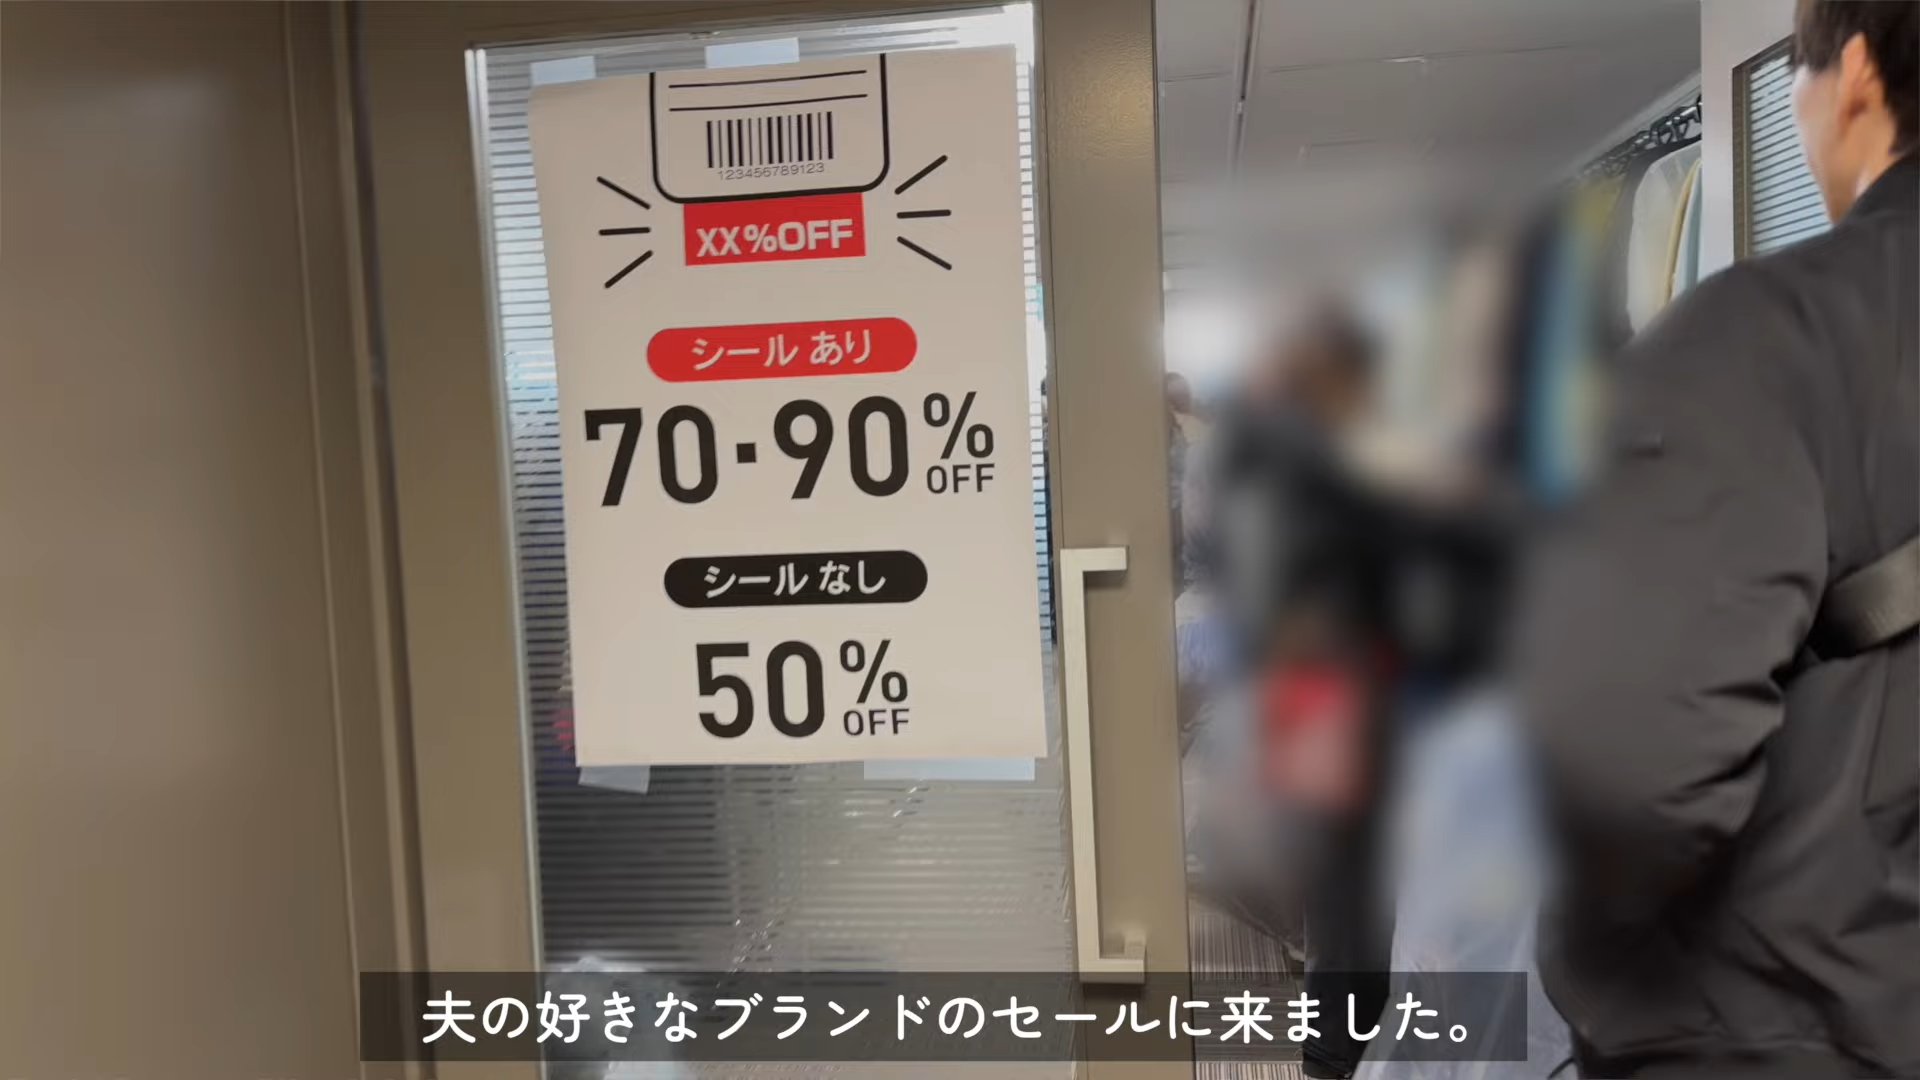 123456789123
XX%OFF
シール あり
70・90%
OFF
シール なし
50%
OFF
夫の好きなブランドのセールに来ました。